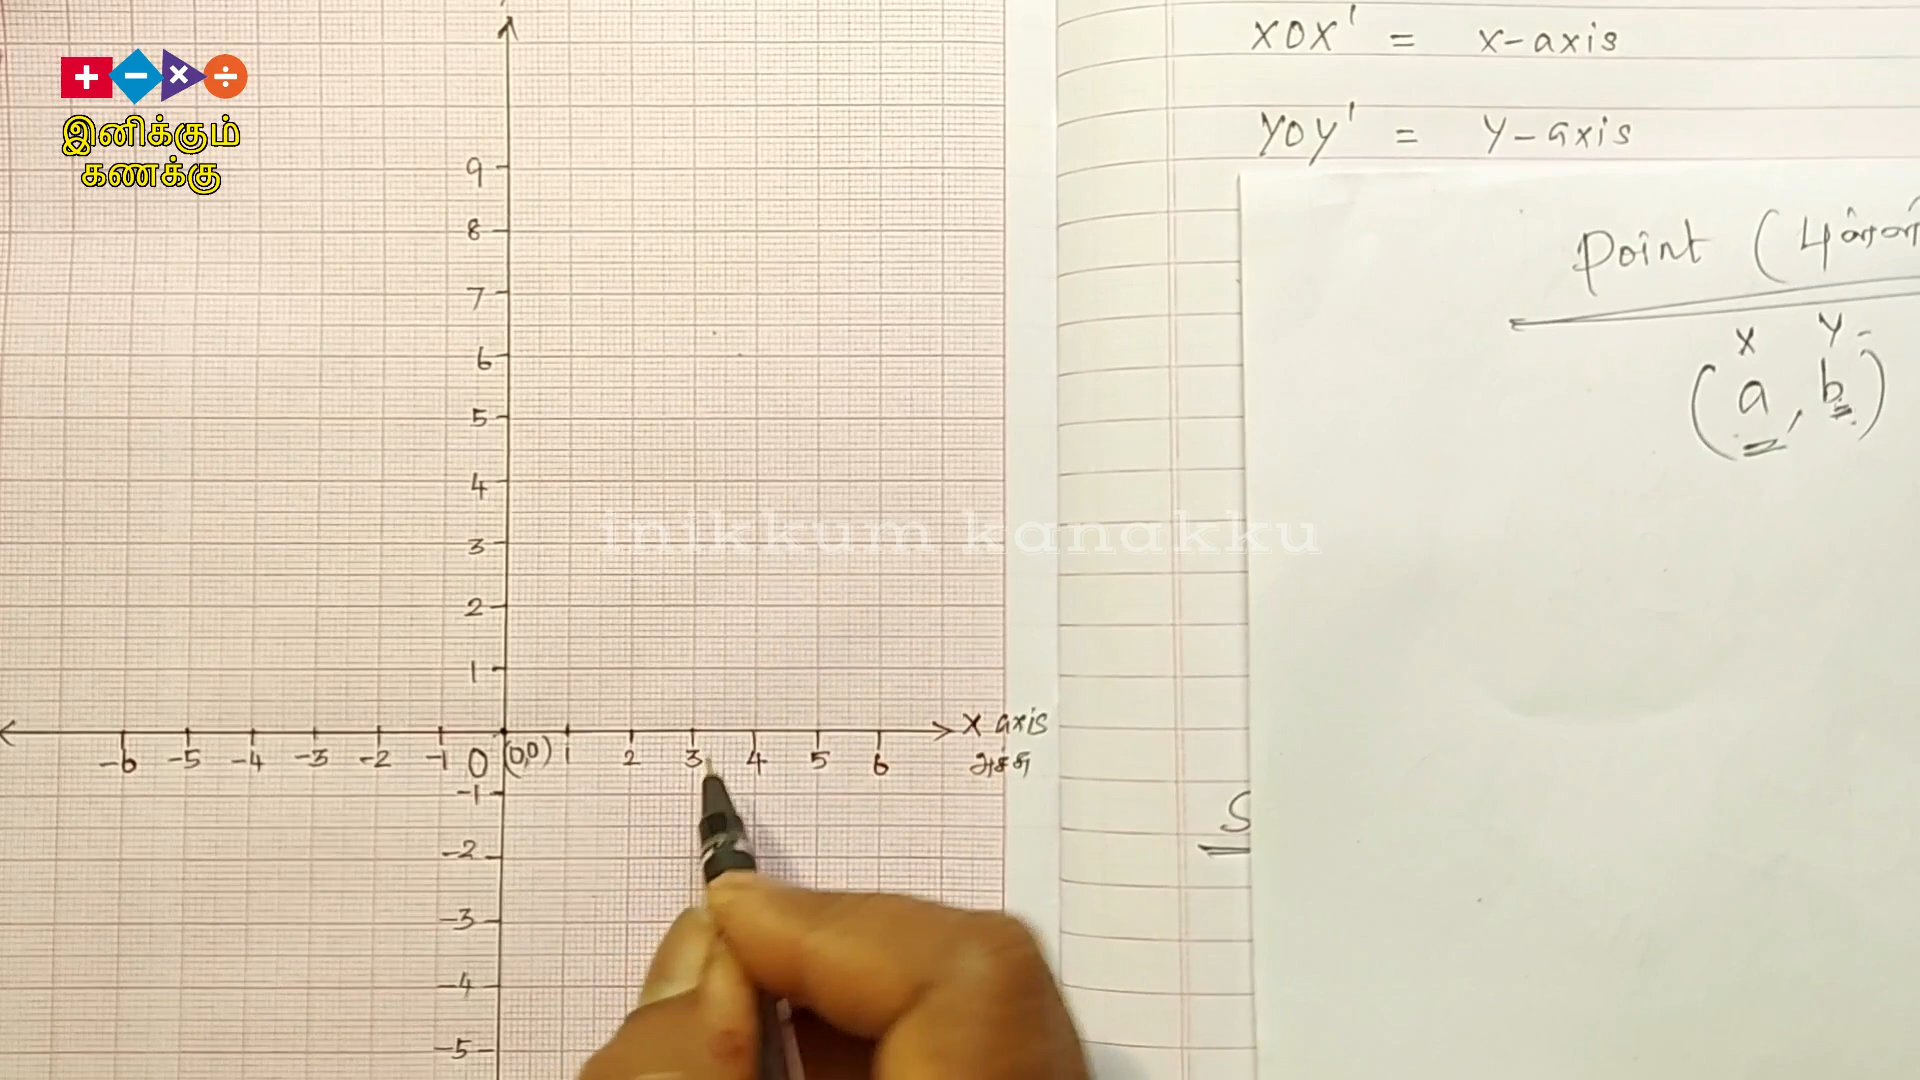 இனிக்கும்
கணக்கு
XOX' = X-axis
YOY' = Y-axis
Point (புள்ளி
X Y
(a, b)
inikkum kanakku
9
8
7
6
5
4
3
2
1
X axis
அச்சு
-6 -5 -4 -3 -2 -1 0 (0,0) 1 2 3 4 5 6
-1
-2
-3
-4
-5
S